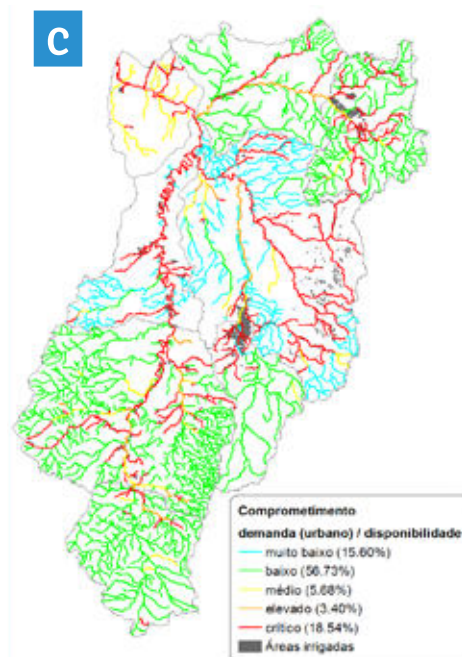 C
Comprometimento
demanda (urbano) / disponibilidade
muito baixo (15.60%)
baixo (56.73%)
médio (5.68%)
elevado (3.40%)
crítico (18.54%)
Áreas irrigadas